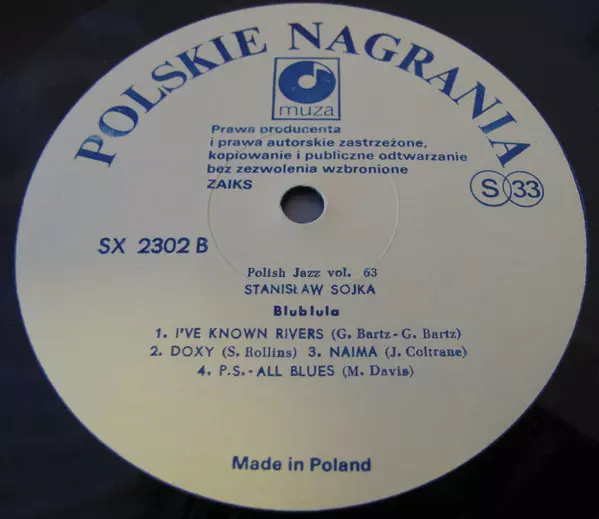 POLSKIE NAGRANIA
muza
Prawa producenta
i prawa autorskie zastrzeżone,
kopiowanie i publiczne odtwarzanie
bez zezwolenia wzbronione
ZAIKS
S 33
SX 2302 B
Polish Jazz vol. 63
STANISŁAW SOJKA
Blublula
1. I'VE KNOWN RIVERS (G. Bartz-G. Bartz)
2. DOXY (S. Rollins) 3. NAIMA (J. Coltrane)
4. P.S.-ALL BLUES (M. Davis)
Made in Poland